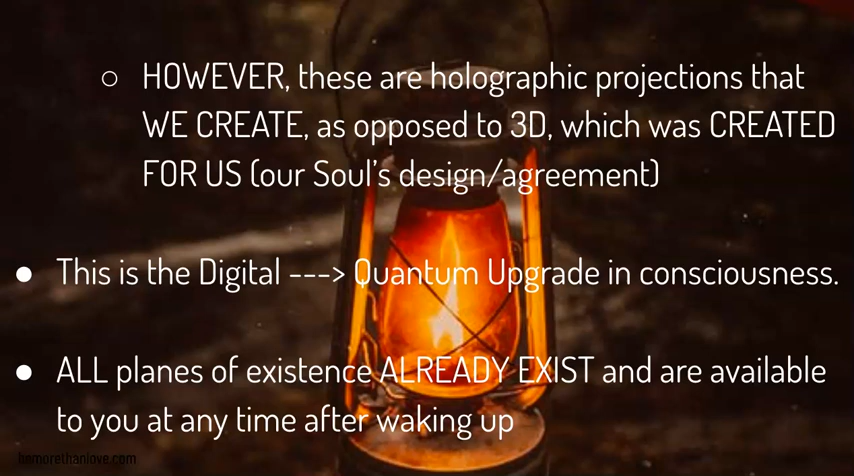 ○ HOWEVER, these are holographic projections that
WE CREATE, as opposed to 3D, which was CREATED
FOR US (our Soul's design/agreement)
● This is the Digital ---> Quantum Upgrade in consciousness.
● ALL planes of existence ALREADY EXIST and are available
to you at any time after waking up
bemorethanlove.com